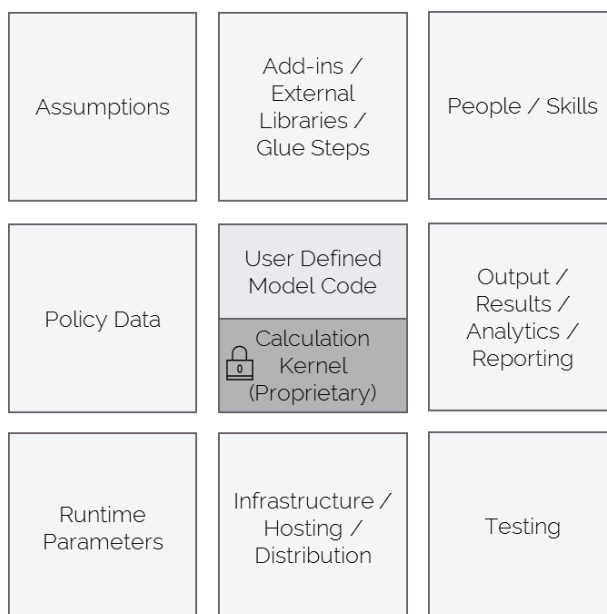 Assumptions
Add-ins /
External
Libraries /
Glue Steps
People / Skills
Policy Data
User Defined
Model Code
Calculation
Kernel
(Proprietary)
Output /
Results /
Analytics /
Reporting
Runtime
Parameters
Infrastructure /
Hosting /
Distribution
Testing